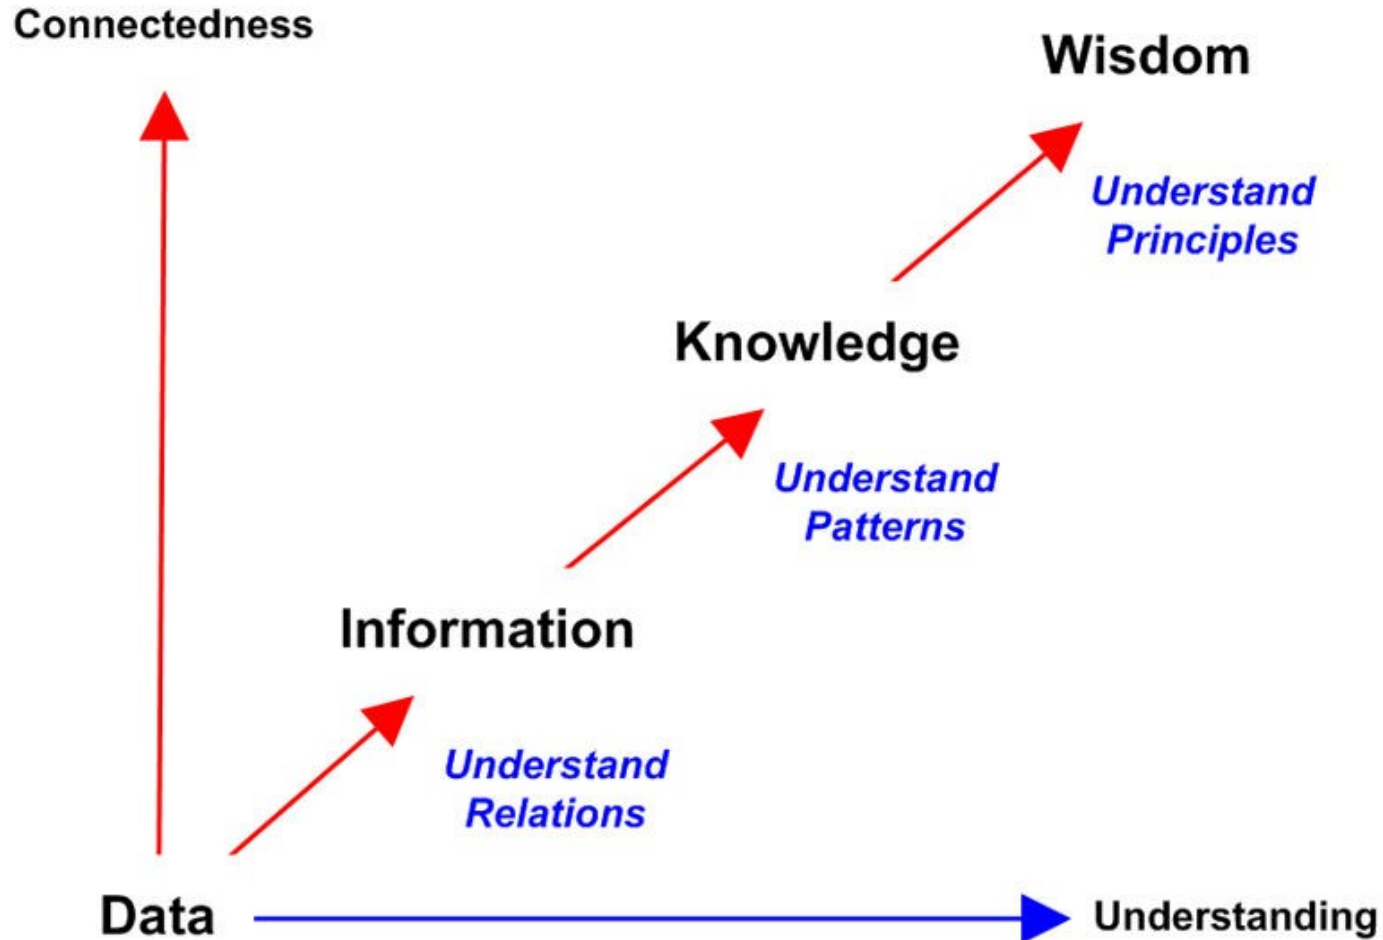 Connectedness
Wisdom
Understand
Principles
Knowledge
Understand
Patterns
Information
Understand
Relations
Data
Understanding